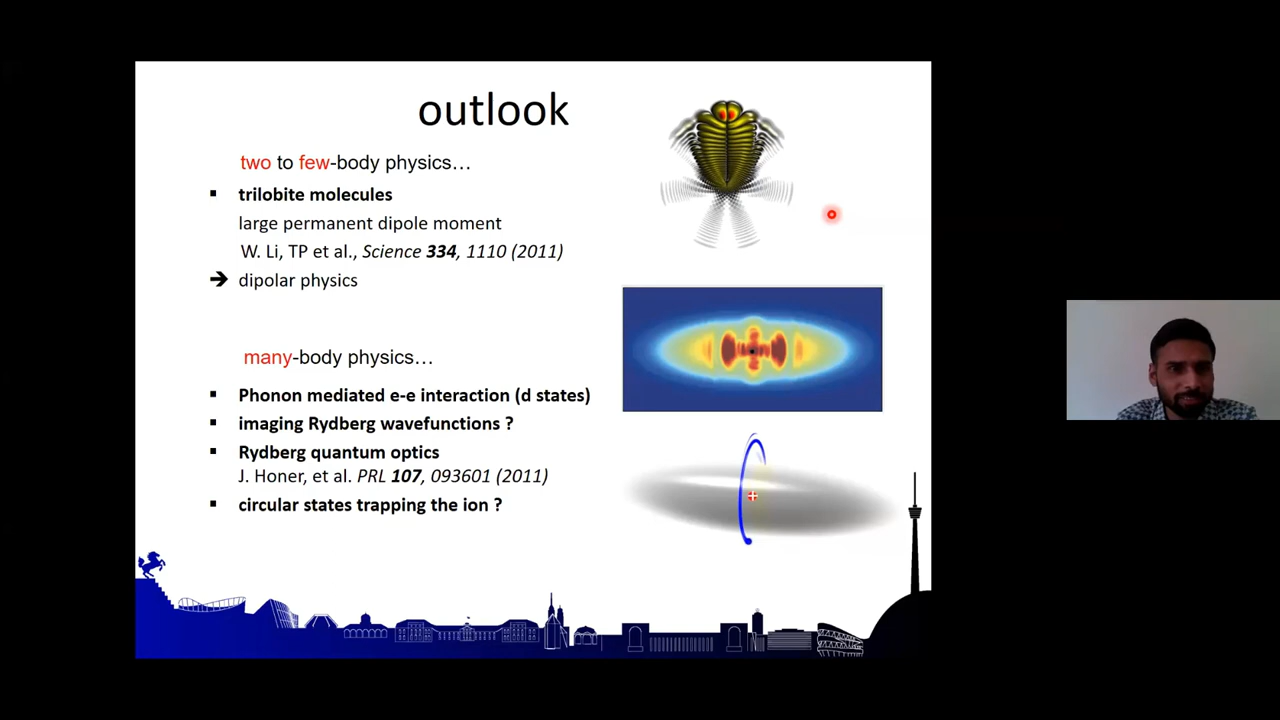 outlook
two to few-body physics…
▪ trilobite molecules
large permanent dipole moment
W. Li, TP et al., Science 334, 1110 (2011)
➔ dipolar physics
many-body physics…
▪ Phonon mediated e-e interaction (d states)
▪ imaging Rydberg wavefunctions ?
▪ Rydberg quantum optics
J. Honer, et al. PRL 107, 093601 (2011)
▪ circular states trapping the ion ?